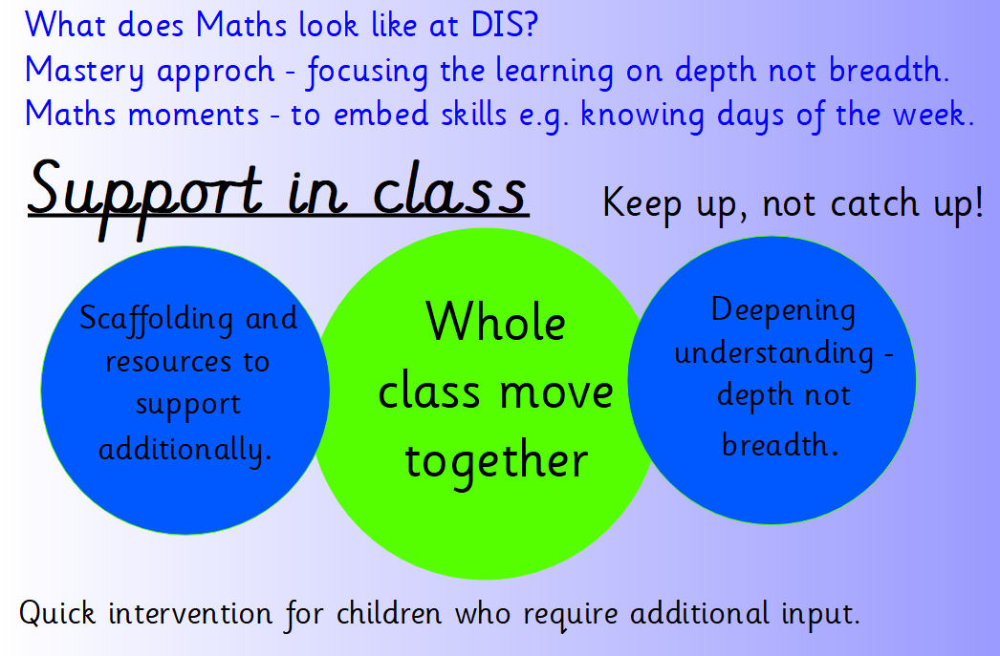 What does Maths look like at DIS?
Mastery approch - focusing the learning on depth not breadth.
Maths moments - to embed skills e.g. knowing days of the week.
Support in class
Keep up, not catch up!
Scaffolding and
resources to
support
additionally.
Whole
class move
together
Deepening
understanding -
depth not
breadth.
Quick intervention for children who require additional input.